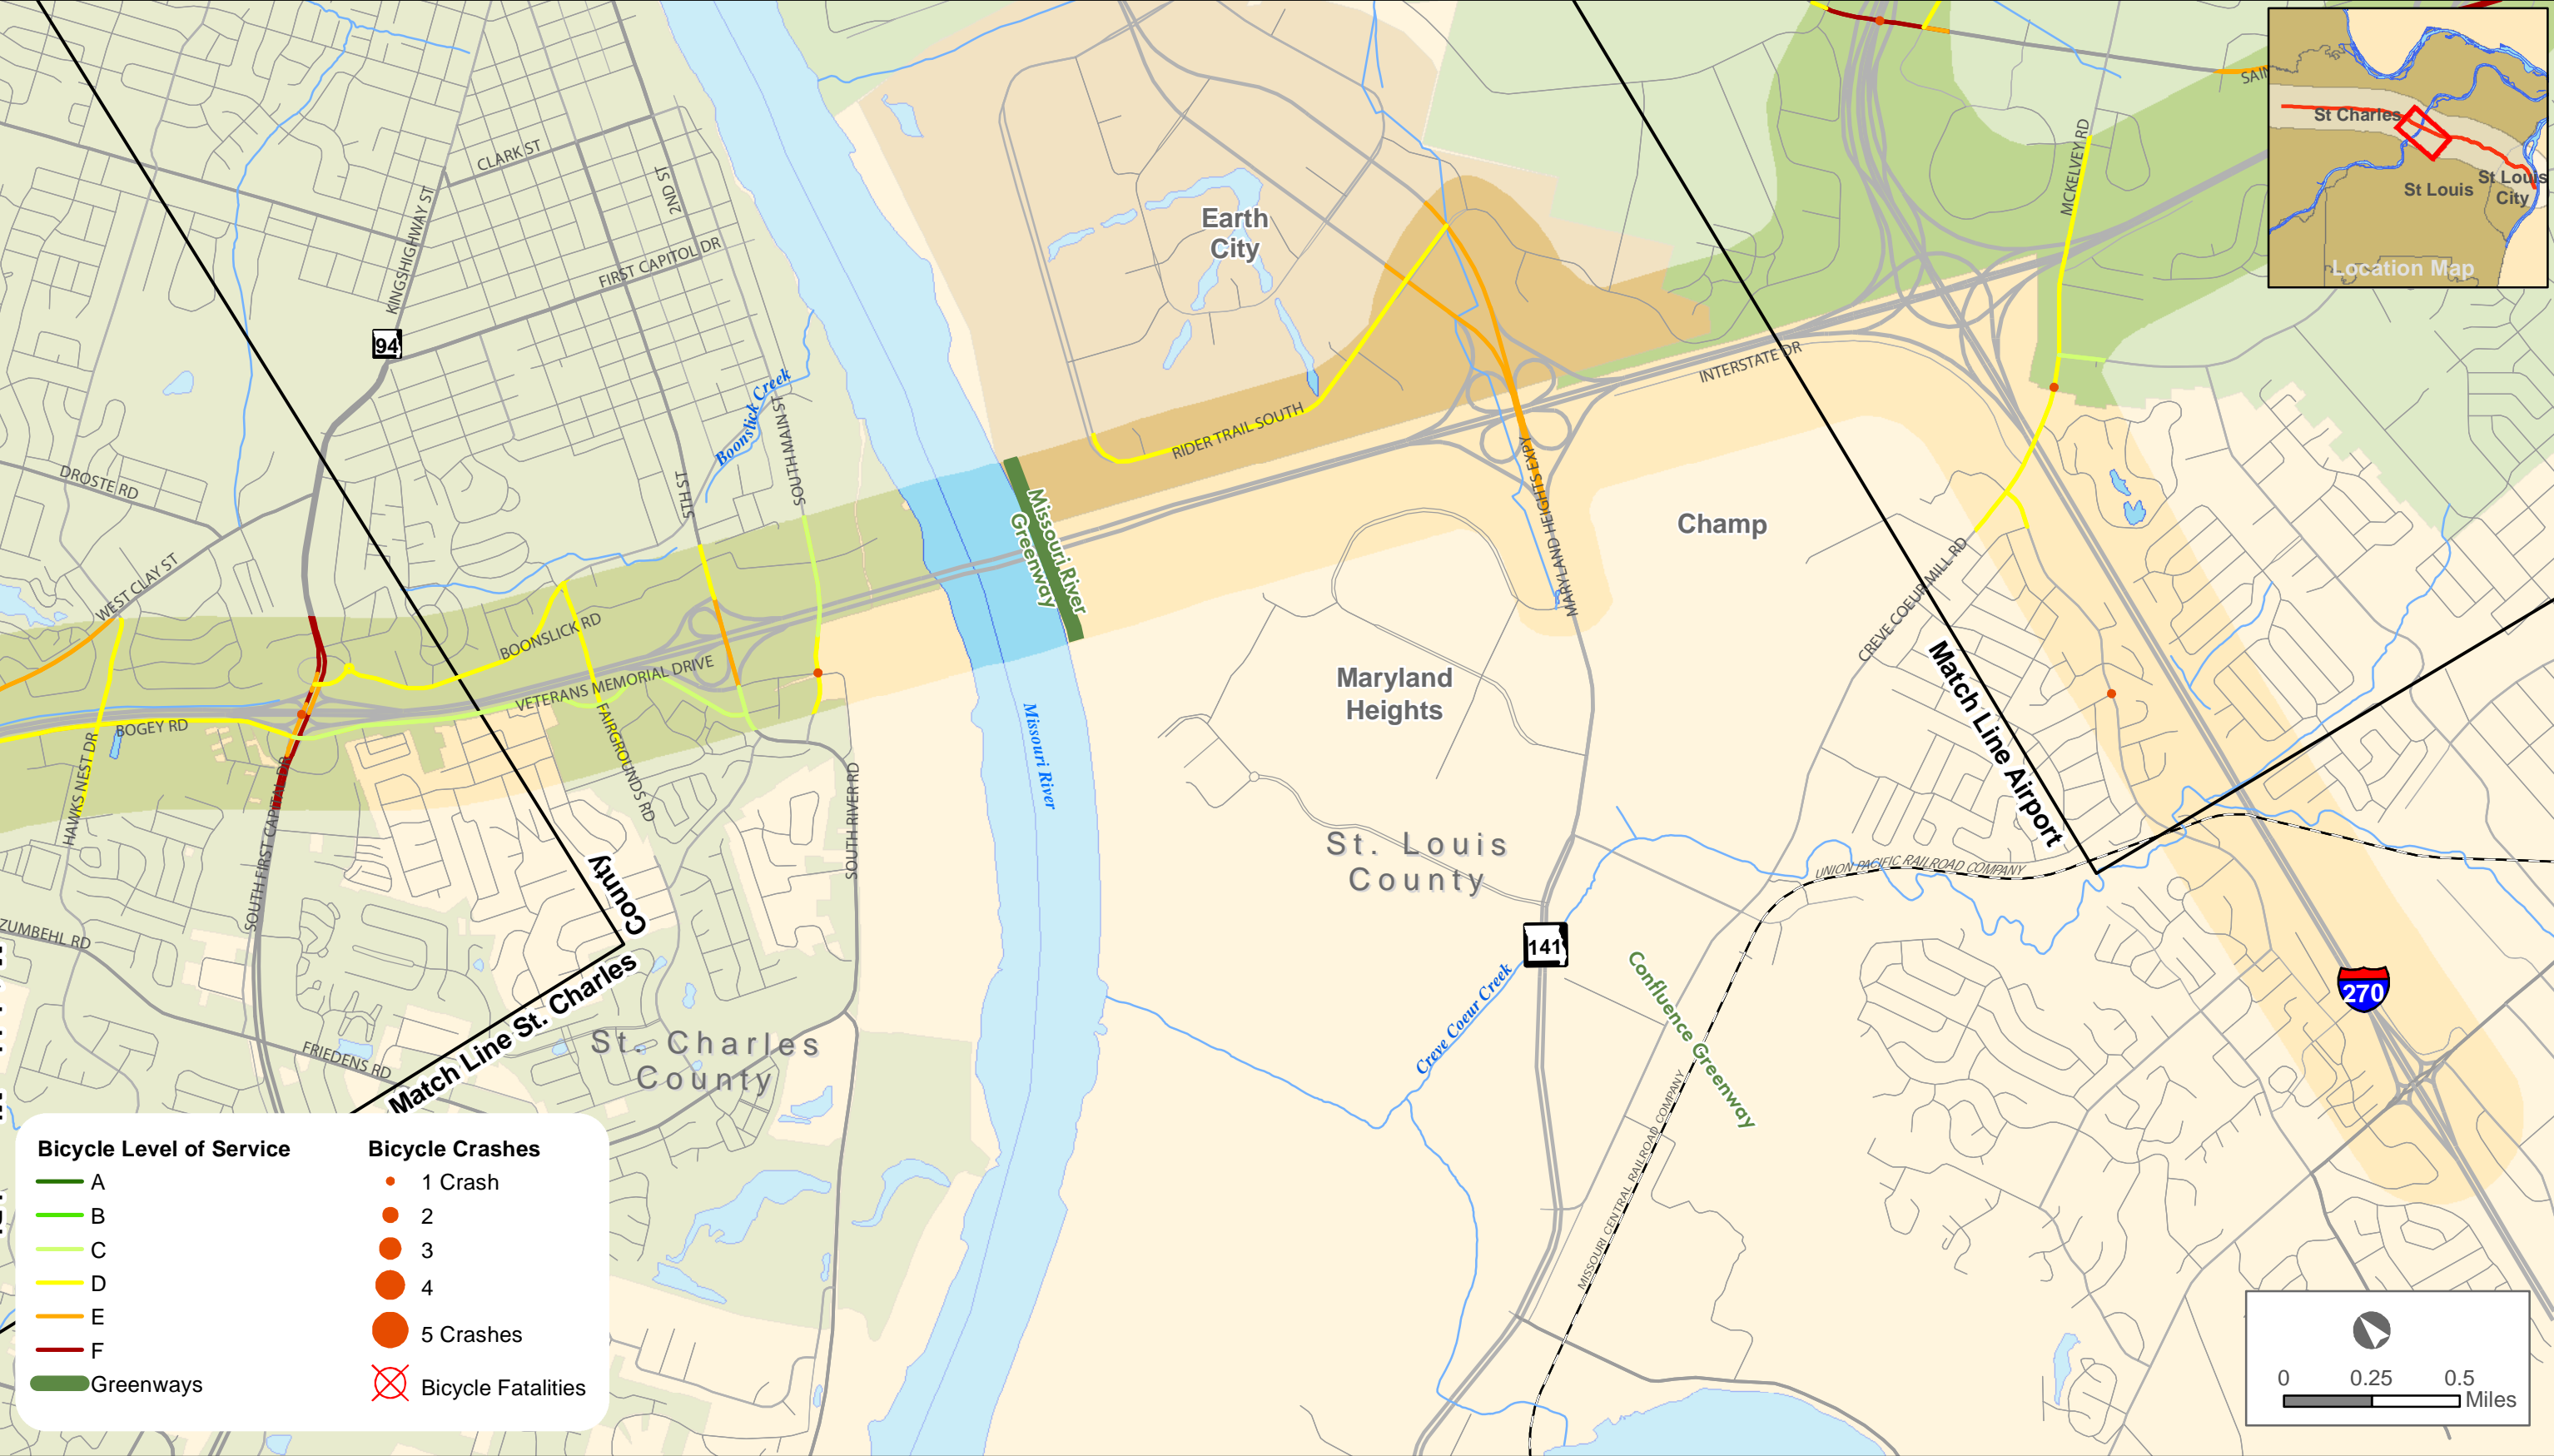 CLARK ST
2ND ST
KINGSHIGHWAY ST
FIRST CAPITOL DR
94
Boonslick Creek
SOUTH MAIN ST
5TH ST
DROSTE RD
WEST CLAY ST
BOONSLICK RD
VETERANS MEMORIAL DRIVE
BOGEY RD
HAWKS NEST DR
FAIRGROUNDS RD
SOUTH FIRST CAPITAL DR
SOUTH RIVER RD
ZUMBEHL RD
FRIEDENS RD
Match Line St. Charles
County
St. Charles
County
Earth
City
RIDER TRAIL SOUTH
Missouri River
Greenway
Missouri River
INTERSTATE DR
MARYLAND HEIGHTS EXPY
Champ
Maryland
Heights
St. Louis
County
CREVE COEUR MILL RD
MCKELVEY RD
Match Line Airport
UNION PACIFIC RAILROAD COMPANY
141
Creve Coeur Creek
Confluence Greenway
MISSOURI CENTRAL RAILROAD COMPANY
270
St Charles
St Louis
St Louis
City
Location Map
Bicycle Level of Service
A
B
C
D
E
F
Greenways
Bicycle Crashes
1 Crash
2
3
4
5 Crashes
Bicycle Fatalities
0 0.25 0.5
Miles